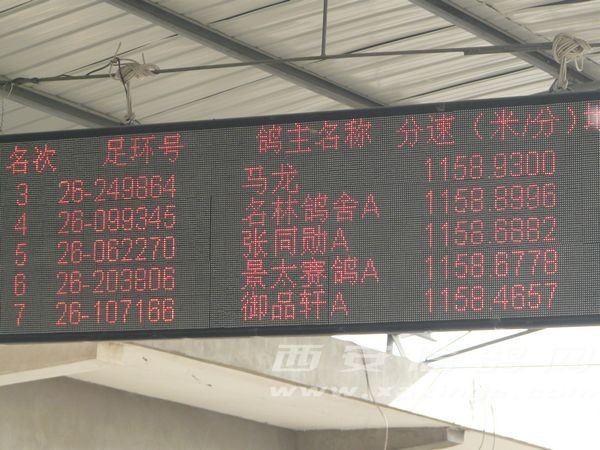 名次 足环号 鸽主名称 分速（米/分）
3 26-249864 马龙 1158.9300
4 26-099345 名林鸽舍A 1158.8996
5 26-062270 张同勋A 1158.6882
6 26-203806 景太赛鸽A 1158.6778
7 26-107166 御品轩A 1158.4657